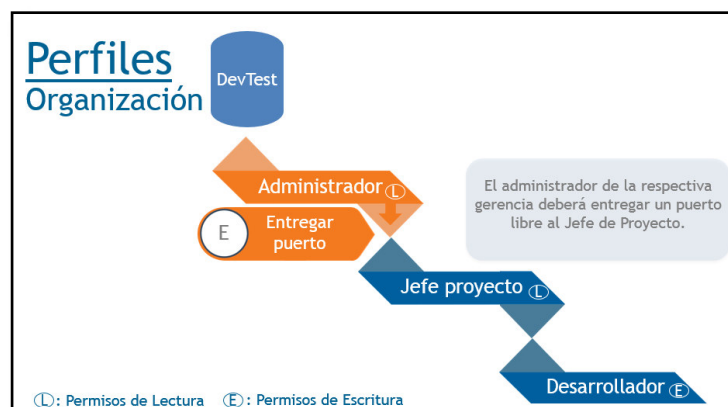 Perfiles
Organización
DevTest
Administrador L
E
Entregar
puerto
El administrador de la respectiva
gerencia deberá entregar un puerto
libre al Jefe de Proyecto.
Jefe proyecto L
Desarrollador E
L: Permisos de Lectura E: Permisos de Escritura